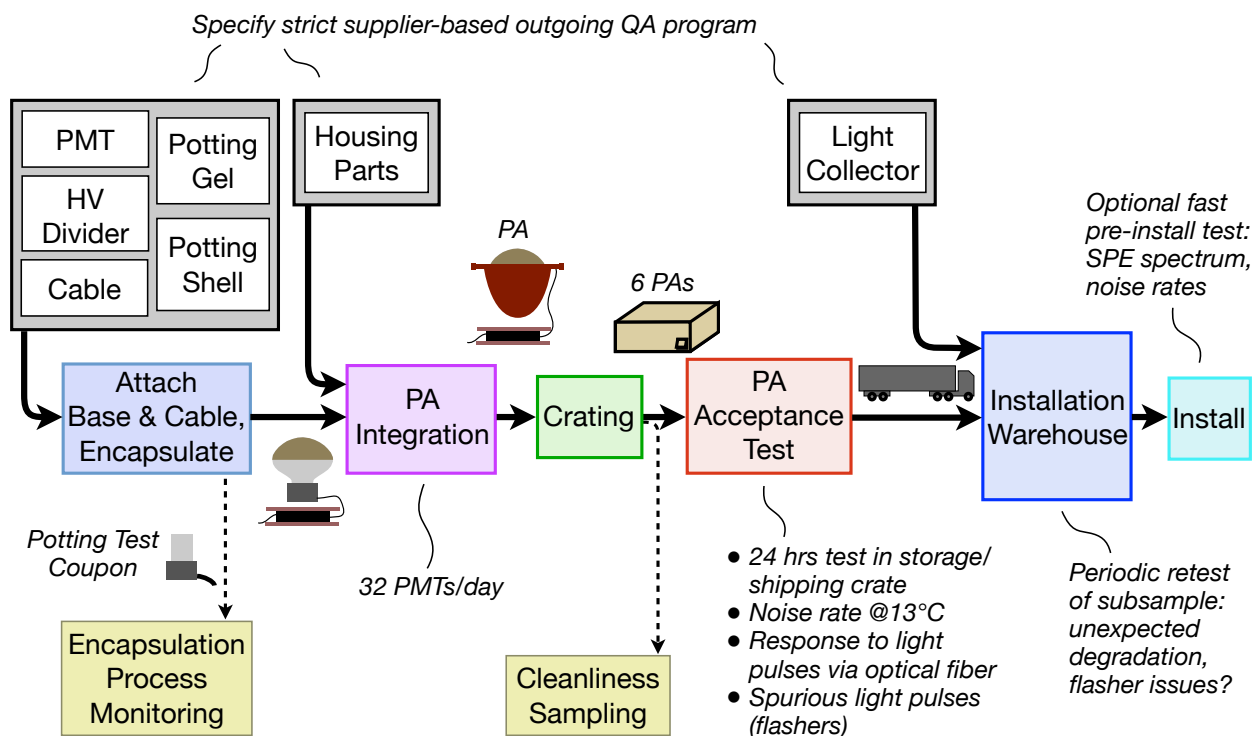 Specify strict supplier-based outgoing QA program
PMT
HV
Divider
Cable
Potting
Gel
Potting
Shell
Housing
Parts
Light
Collector
Optional fast
pre-install test:
SPE spectrum,
noise rates
PA
6 PAs
Attach
Base & Cable,
Encapsulate
PA
Integration
Crating
PA
Acceptance
Test
Installation
Warehouse
Install
Potting Test
Coupon
32 PMTs/day
● 24 hrs test in storage/
shipping crate
● Noise rate @13°C
● Response to light
pulses via optical fiber
● Spurious light pulses
(flashers)
Periodic retest
of subsample:
unexpected
degradation,
flasher issues?
Encapsulation
Process
Monitoring
Cleanliness
Sampling